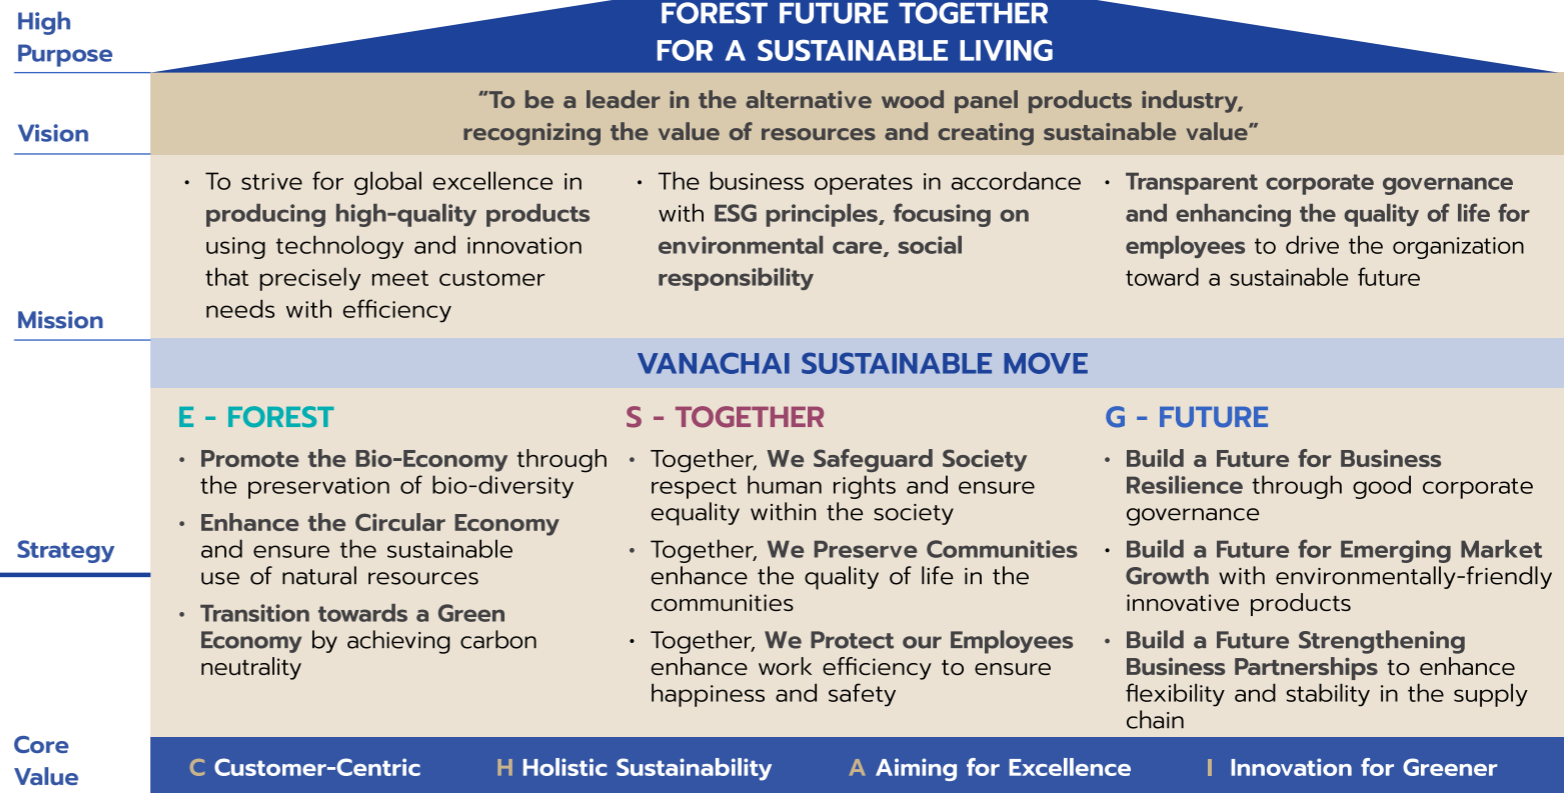 High
Purpose
FOREST FUTURE TOGETHER
FOR A SUSTAINABLE LIVING
Vision
“To be a leader in the alternative wood panel products industry,
recognizing the value of resources and creating sustainable value”
Mission
• To strive for global excellence in
producing high-quality products
using technology and innovation
that precisely meet customer
needs with efficiency
• The business operates in accordance
with ESG principles, focusing on
environmental care, social
responsibility
• Transparent corporate governance
and enhancing the quality of life for
employees to drive the organization
toward a sustainable future
VANACHAI SUSTAINABLE MOVE
Strategy
E - FOREST
• Promote the Bio-Economy through
the preservation of bio-diversity
• Enhance the Circular Economy
and ensure the sustainable
use of natural resources
• Transition towards a Green
Economy by achieving carbon
neutrality
S - TOGETHER
• Together, We Safeguard Society
respect human rights and ensure
equality within the society
• Together, We Preserve Communities
enhance the quality of life in the
communities
• Together, We Protect our Employees
enhance work efficiency to ensure
happiness and safety
G - FUTURE
• Build a Future for Business
Resilience through good corporate
governance
• Build a Future for Emerging Market
Growth with environmentally-friendly
innovative products
• Build a Future Strengthening
Business Partnerships to enhance
flexibility and stability in the supply
chain
Core
Value
C Customer-Centric
H Holistic Sustainability
A Aiming for Excellence
I Innovation for Greener